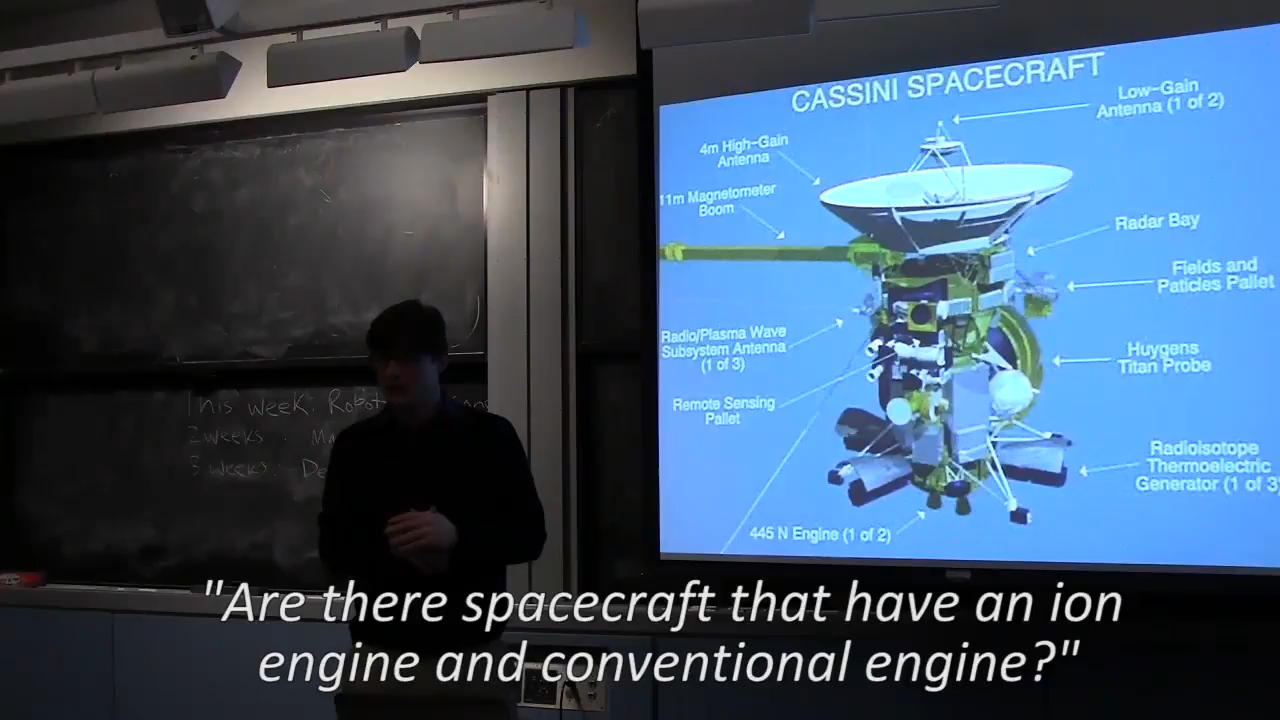 CASSINI SPACECRAFT
Low-Gain
Antenna (1 of 2)
4m High-Gain
Antenna
11m Magnetometer
Boom
Radar Bay
Fields and
Paticles Pallet
Radio/Plasma Wave
Subsystem Antenna
(1 of 3)
Huygens
Titan Probe
Remote Sensing
Pallet
Radioisotope
Thermoelectric
Generator (1 of 3
445 N Engine (1 of 2)
This week: Robot
2 weeks
3 weeks:
"Are there spacecraft that have an ion
engine and conventional engine?"